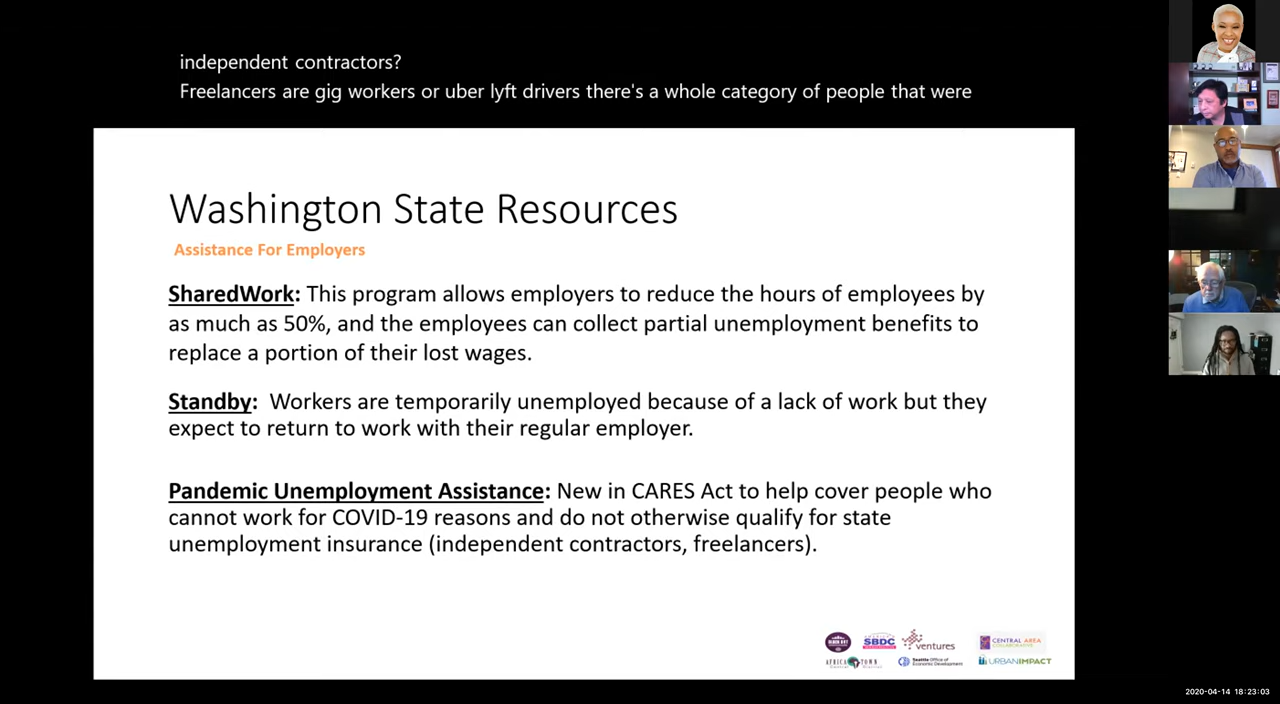 independent contractors?
Freelancers are gig workers or uber lyft drivers there's a whole category of people that were
Washington State Resources
Assistance For Employers
SharedWork: This program allows employers to reduce the hours of employees by
as much as 50%, and the employees can collect partial unemployment benefits to
replace a portion of their lost wages.
Standby: Workers are temporarily unemployed because of a lack of work but they
expect to return to work with their regular employer.
Pandemic Unemployment Assistance: New in CARES Act to help cover people who
cannot work for COVID-19 reasons and do not otherwise qualify for state
unemployment insurance (independent contractors, freelancers).
SBDC
ventures
CENTRAL AREA
COLLABORATIVE
AFRICATOWN
Seattle Office of
Economic Development
URBANIMPACT
2020-04-14 18:23:03